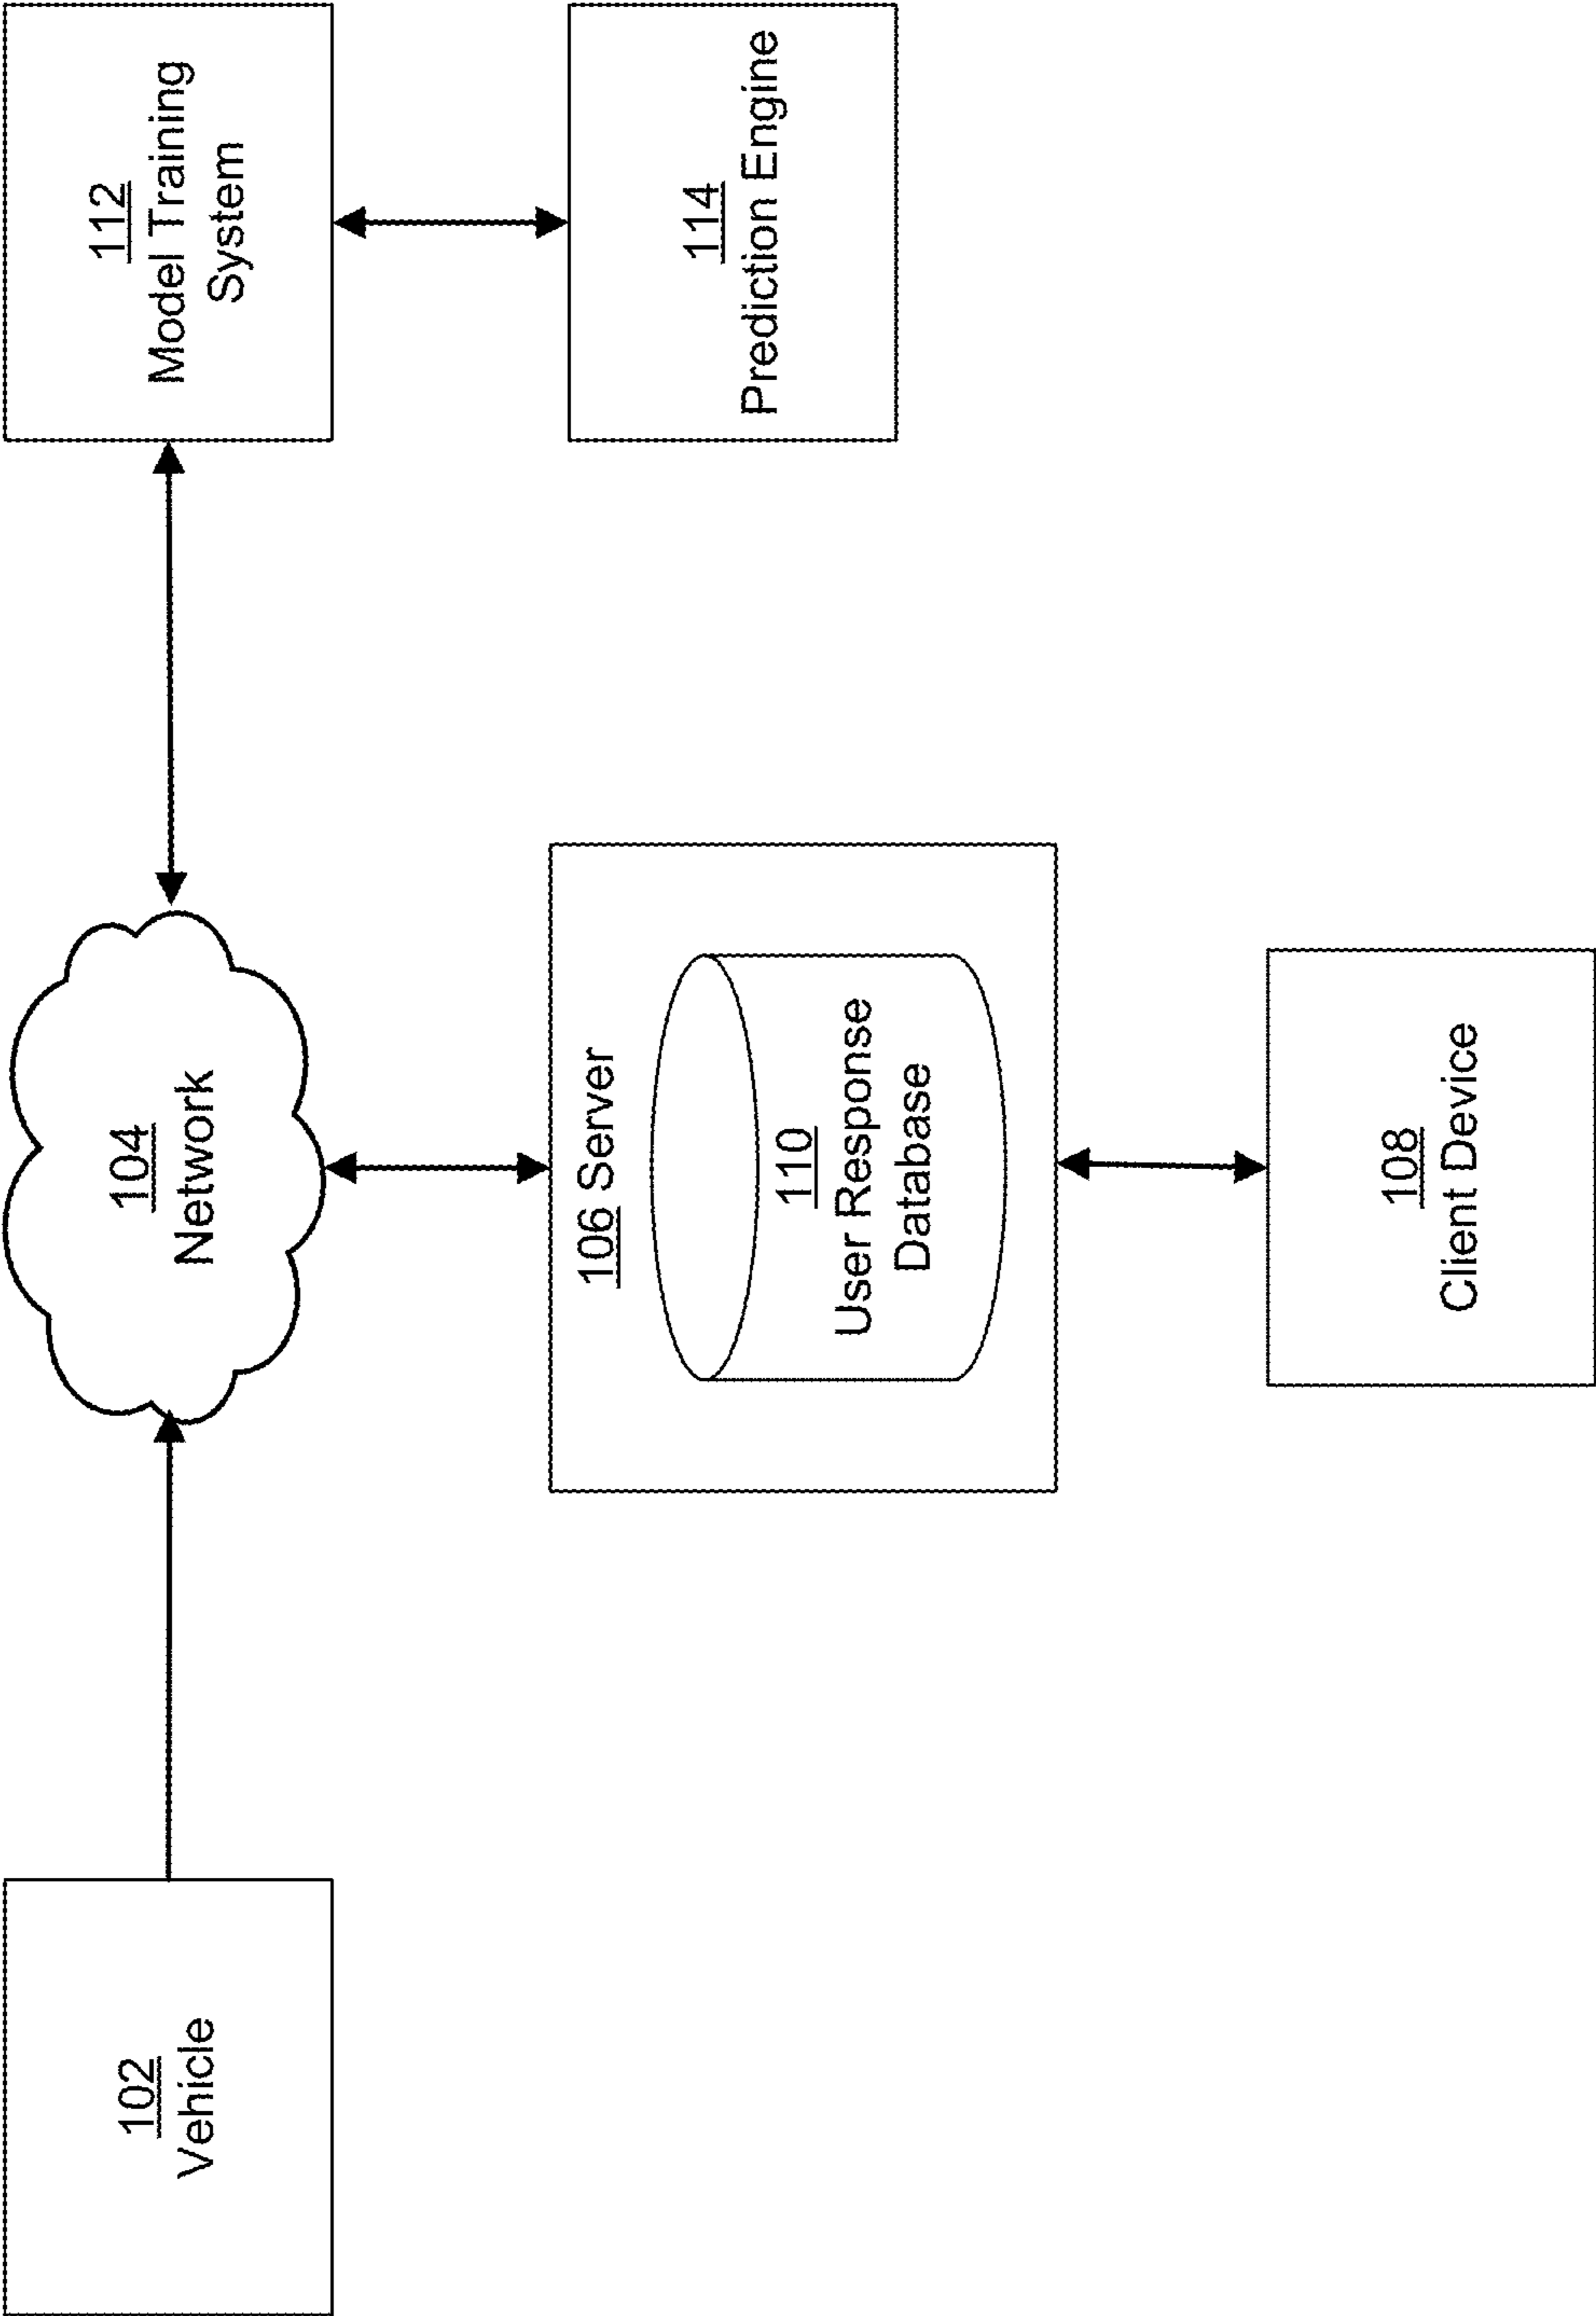 102
Vehicle
104
Network
106 Server
110
User Response
Database
108
Client Device
112
Model Training
System
114
Prediction Engine